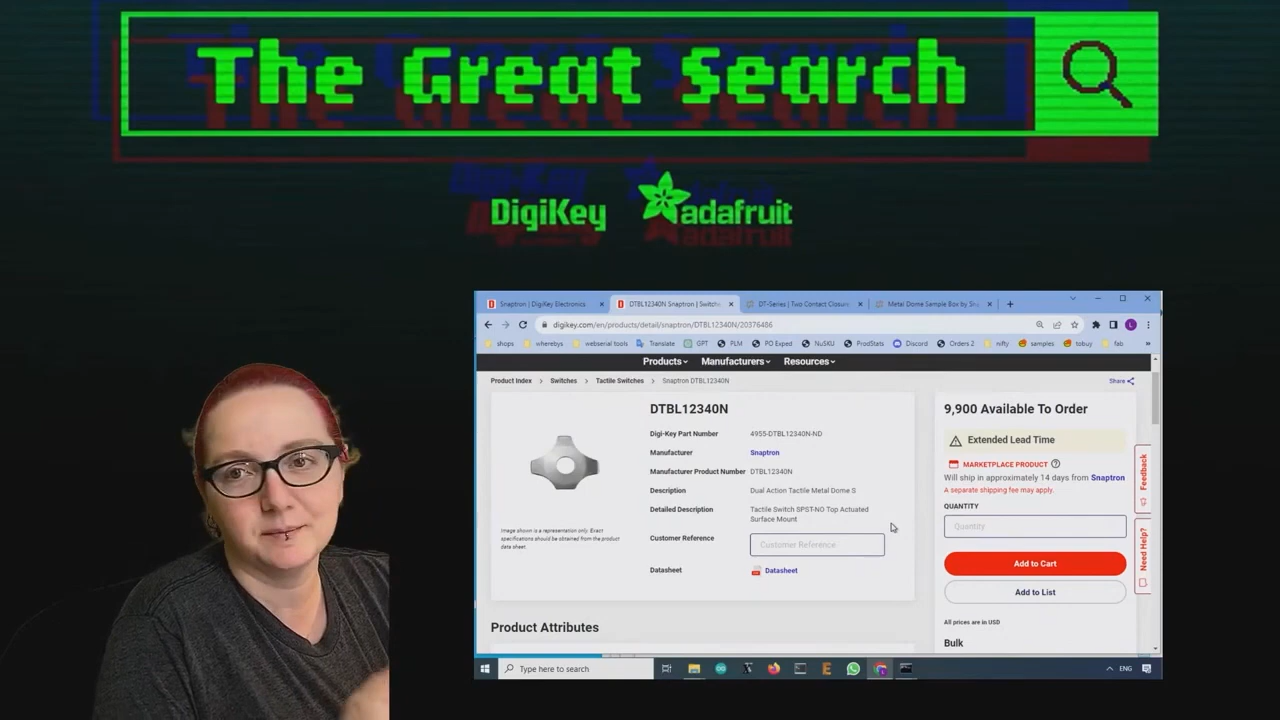 The Great Search
DigiKey
adafruit
Snaptron | DigiKey Electronics
DTBL12340N Snaptron | Switch
DT-Series | Two Contact Closure
Metal Dome Sample Box by Sn
digikey.com/en/products/detail/snaptron/DTBL12340N/20376486
shops
wherebys
webserial tools
Translate
GPT
PLM
PO Exped
NuSKU
ProdStats
Discord
Orders 2
nifty
samples
tobuy
fab
Products
Manufacturers
Resources
Product Index > Switches > Tactile Switches > Snaptron DTBL12340N
Share
DTBL12340N
Digi-Key Part Number 4955-DTBL12340N-ND
Manufacturer Snaptron
Manufacturer Product Number DTBL12340N
Description Dual Action Tactile Metal Dome S
Detailed Description Tactile Switch SPST-NO Top Actuated
Surface Mount
Customer Reference Customer Reference
Datasheet Datasheet
Image shown is a representation only. Exact
specifications should be obtained from the product
data sheet.
Product Attributes
9,900 Available To Order
Extended Lead Time
MARKETPLACE PRODUCT
Will ship in approximately 14 days from Snaptron
A separate shipping fee may apply.
QUANTITY
Quantity
Add to Cart
Add to List
All prices are in USD
Bulk
Feedback
Need Help?
Type here to search
ENG